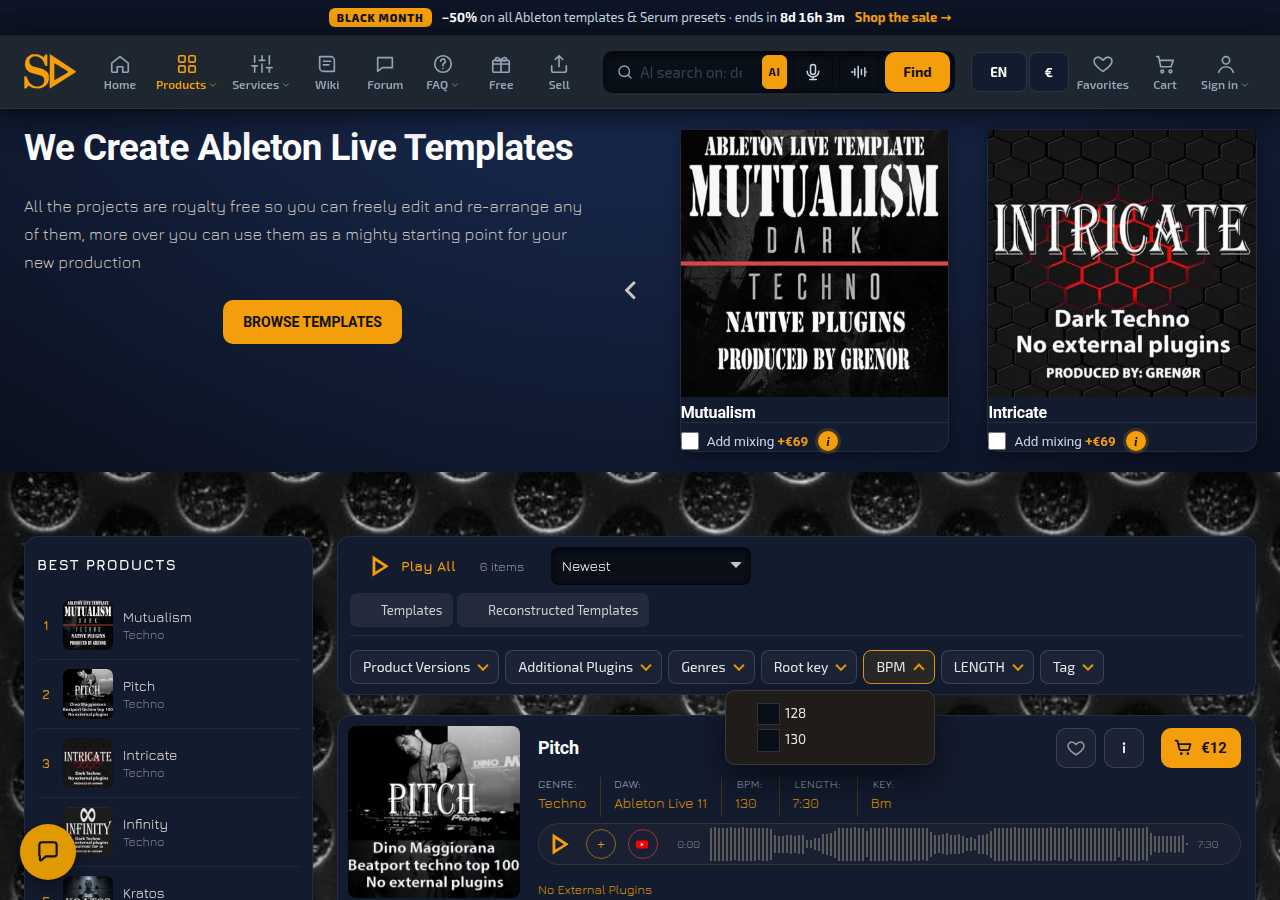 BLACK MONTH −50% on all Ableton templates & Serum presets · ends in 8d 16h 3m Shop the sale →
Home
Products
Services
Wiki
Forum
FAQ
Free
Sell
AI search on: dr
AI
Find
EN
€
Favorites
Cart
Sign in
We Create Ableton Live Templates
All the projects are royalty free so you can freely edit and re-arrange any
of them, more over you can use them as a mighty starting point for your
new production
BROWSE TEMPLATES
ABLETON LIVE TEMPLATE
MUTUALISM
DARK
TECHNO
NATIVE PLUGINS
PRODUCED BY GRENOR
Mutualism
Add mixing +€69 i
INTRICATE
Dark Techno
No external plugins
PRODUCED BY: GRENØR
Intricate
Add mixing +€69 i
BEST PRODUCTS
1
Mutualism
Techno
2
Pitch
Techno
3
Intricate
Techno
Infinity
Techno
Kratos
Play All
6 items
Newest
Templates
Reconstructed Templates
Product Versions
Additional Plugins
Genres
Root key
BPM
LENGTH
Tag
128
130
PITCH
Pioneer
Dino Maggiorana
Beatport techno top 100
No external plugins
Pitch
i
€12
GENRE:
Techno
DAW:
Ableton Live 11
BPM:
130
LENGTH:
7:30
KEY:
Bm
+
0:00
7:30
No External Plugins